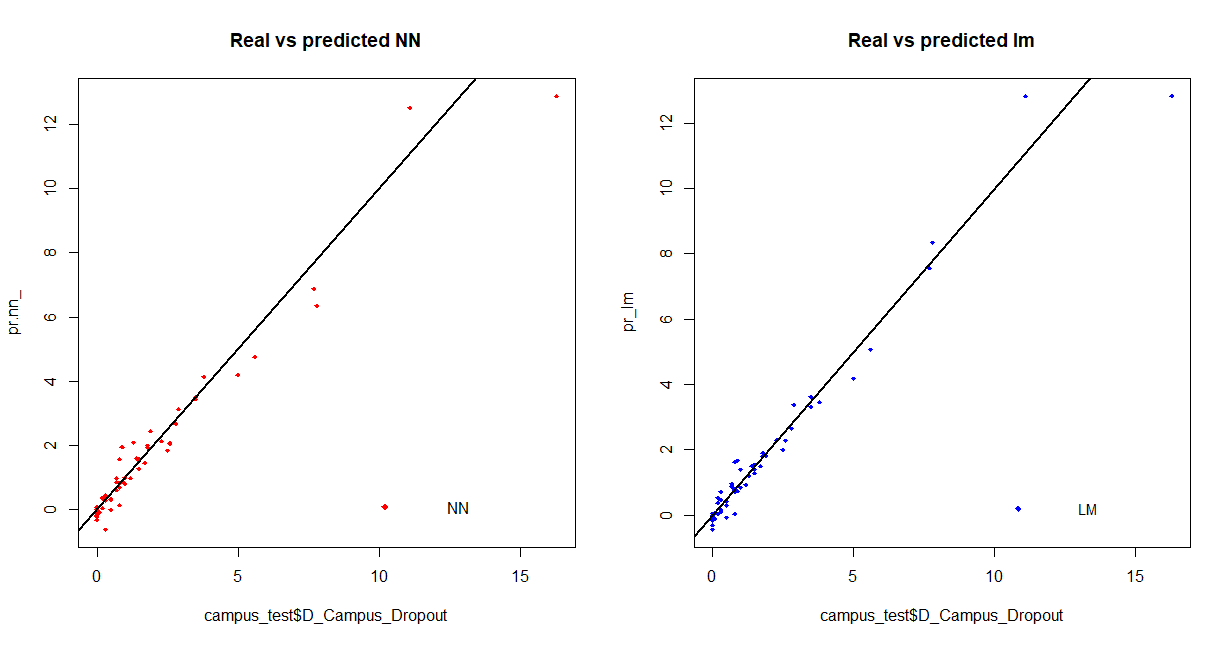 Real vs predicted NN
pr.nn_
12
10
8
6
4
2
0
NN
0 5 10 15
campus_test$D_Campus_Dropout
Real vs predicted lm
pr_lm
12
10
8
6
4
2
0
LM
0 5 10 15
campus_test$D_Campus_Dropout